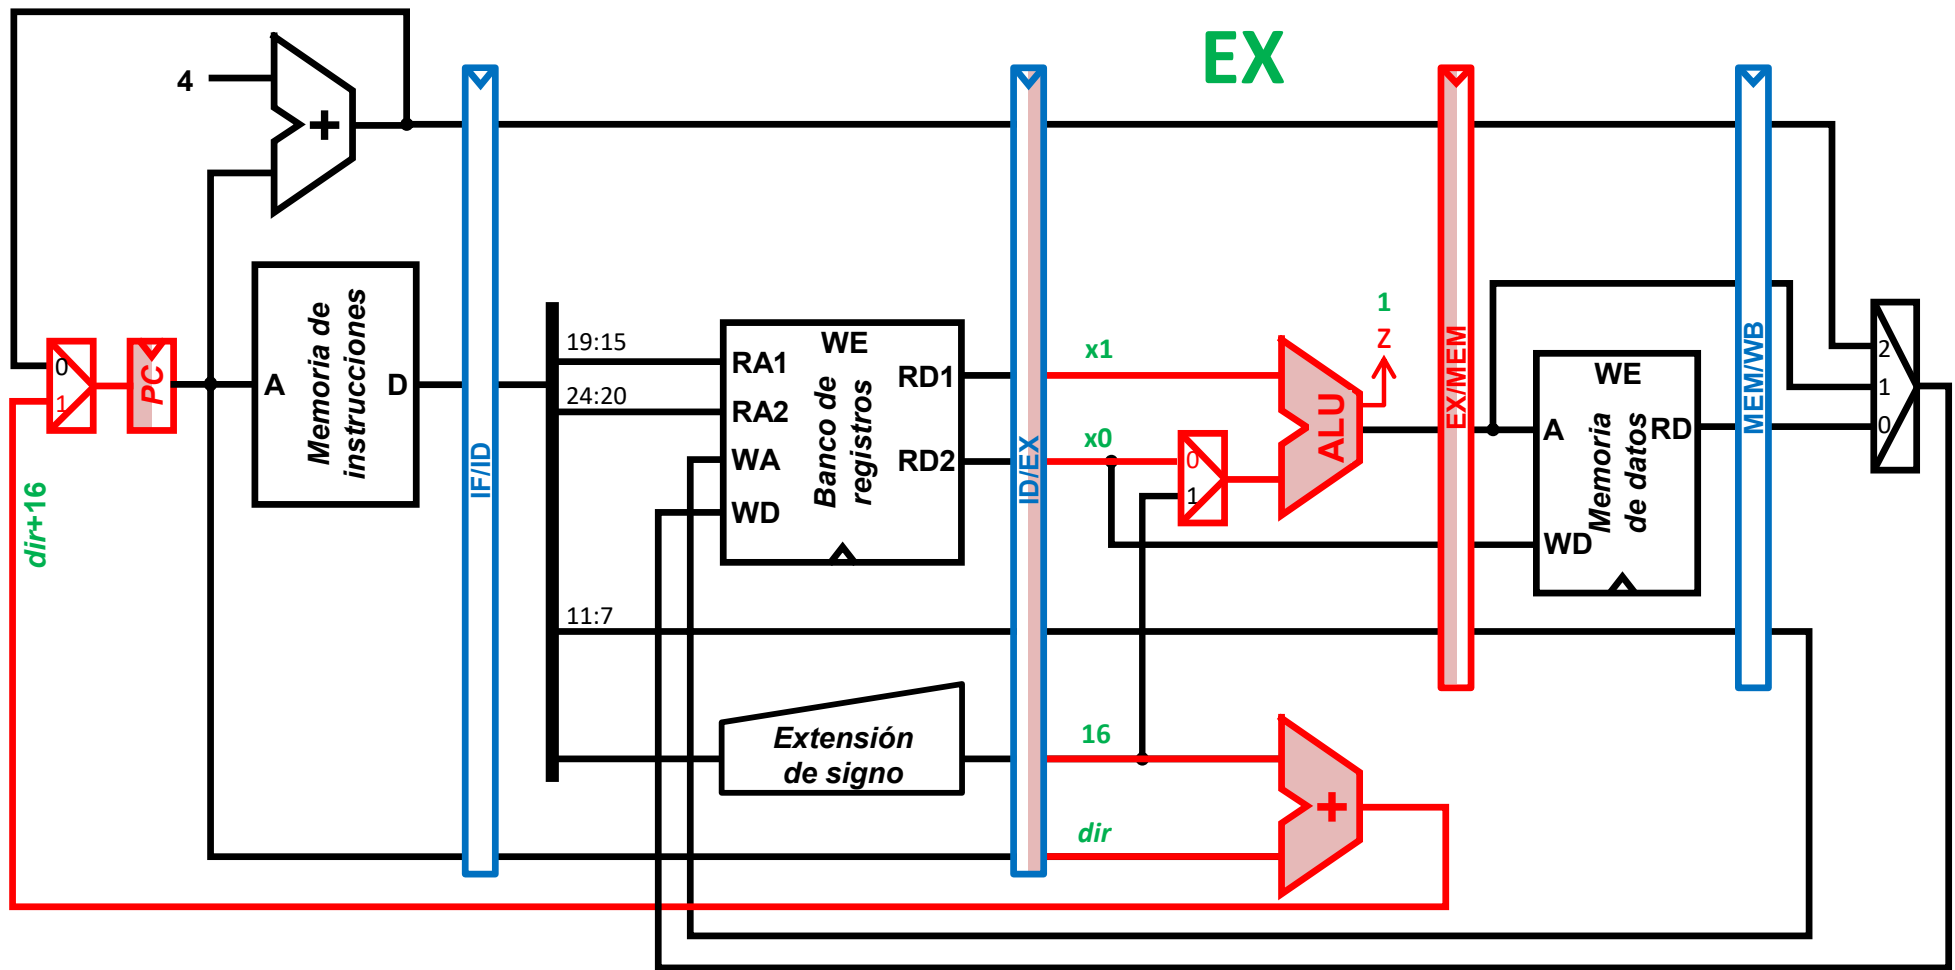 EX
4
+
IF/ID
ID/EX
EX/MEM
MEM/WB
Memoria de
instrucciones
A
D
0
1
PC
dir+16
19:15
24:20
11:7
WE
RA1
RA2
WA
WD
RD1
RD2
Banco de
registros
Extensión
de signo
x1
x0
16
dir
0
1
ALU
1
Z
+
WE
A
RD
WD
Memoria
de datos
2
1
0